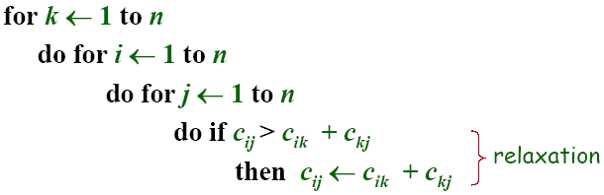 for k ← 1 to n
do for i ← 1 to n
do for j ← 1 to n
do if cij > cik + ckj
then cij ← cik + ckj
relaxation